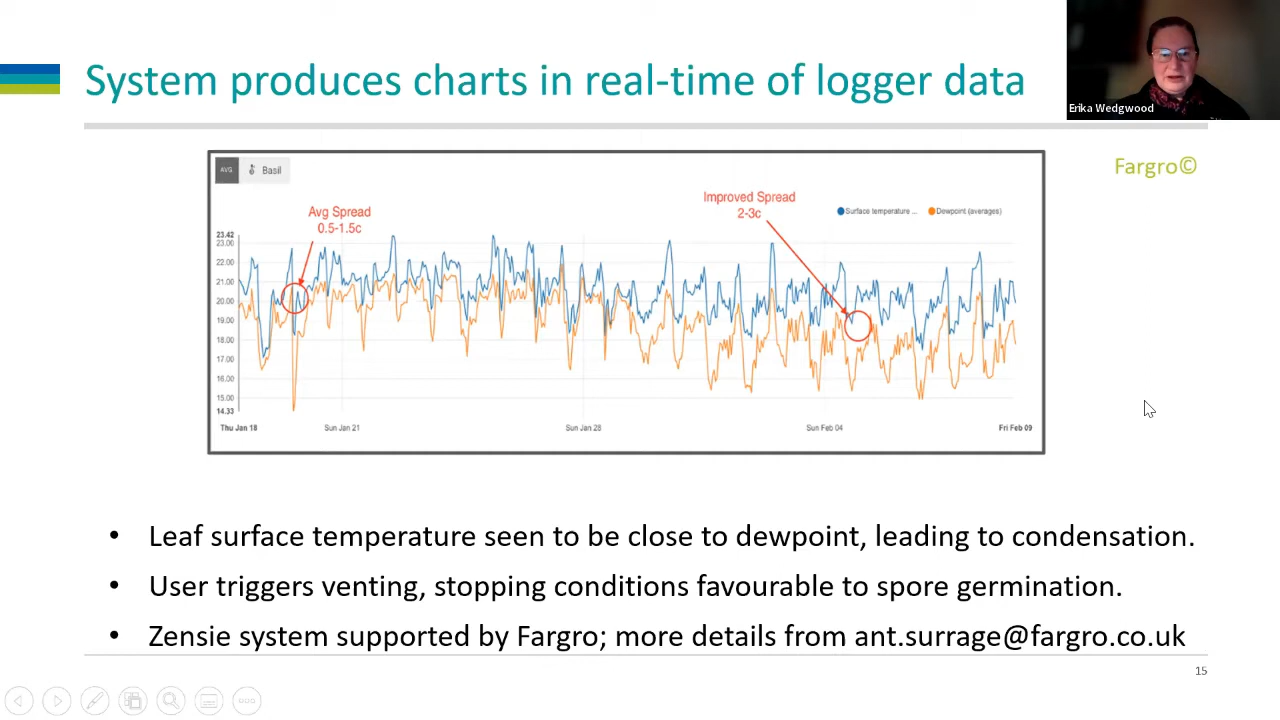 System produces charts in real-time of logger data
Erika Wedgwood
Fargro©
AVG
Basil
Avg Spread
0.5-1.5c
Improved Spread
2-3c
Surface temperature ...
Dewpoint (averages)
23.42
23.00
22.00
21.00
20.00
19.00
18.00
17.00
16.00
15.00
14.33
Thu Jan 18
Sun Jan 21
Sun Jan 28
Sun Feb 04
Fri Feb 09
• Leaf surface temperature seen to be close to dewpoint, leading to condensation.
• User triggers venting, stopping conditions favourable to spore germination.
• Zensie system supported by Fargro; more details from ant.surrage@fargro.co.uk
15